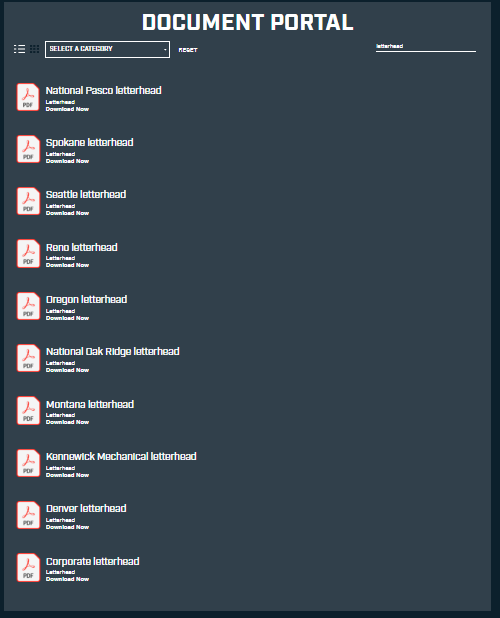 DOCUMENT PORTAL
SELECT A CATEGORY RESET letterhead
National Pasco letterhead
PDF
Letterhead
Download Now
Spokane letterhead
PDF
Letterhead
Download Now
Seattle letterhead
PDF
Letterhead
Download Now
Reno letterhead
PDF
Letterhead
Download Now
Oregon letterhead
PDF
Letterhead
Download Now
National Oak Ridge letterhead
PDF
Letterhead
Download Now
Montana letterhead
PDF
Letterhead
Download Now
Kennewick Mechanical letterhead
PDF
Letterhead
Download Now
Denver letterhead
PDF
Letterhead
Download Now
Corporate letterhead
PDF
Letterhead
Download Now